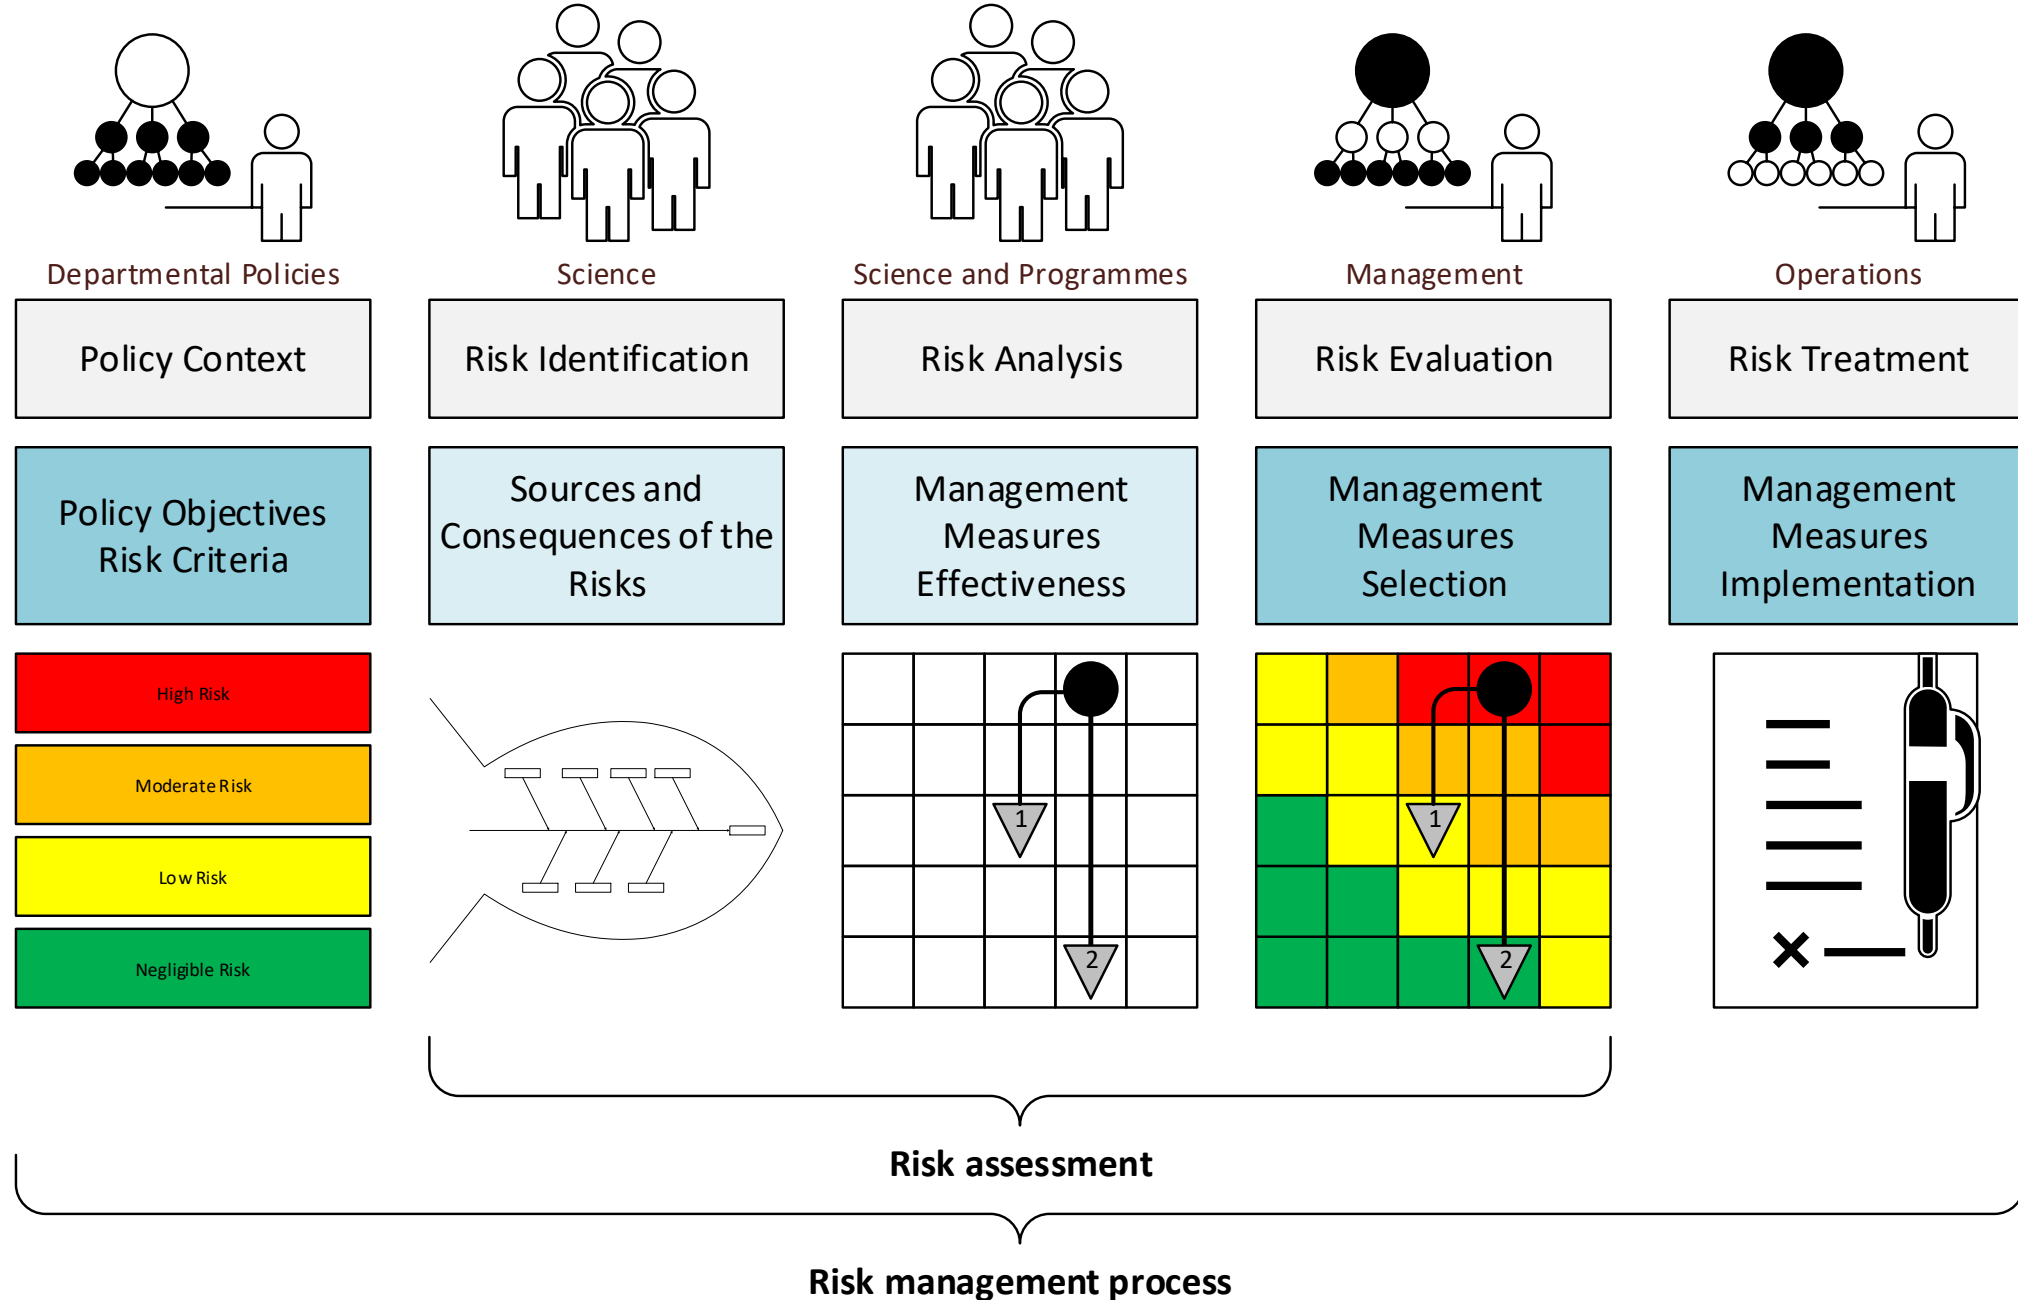 Departmental Policies
Science
Science and Programmes
Management
Operations
Policy Context
Risk Identification
Risk Analysis
Risk Evaluation
Risk Treatment
Policy Objectives
Risk Criteria
Sources and
Consequences of the
Risks
Management
Measures
Effectiveness
Management
Measures
Selection
Management
Measures
Implementation
High Risk
Moderate Risk
Low Risk
Negligible Risk
1
2
1
2
Risk assessment
Risk management process